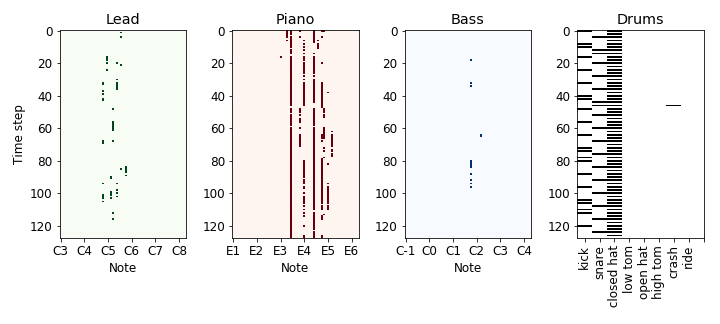 Lead
Piano
Bass
Drums
Time step
0
20
40
60
80
100
120
C3 C4 C5 C6 C7 C8
Note
0
20
40
60
80
100
120
E1 E2 E3 E4 E5 E6
Note
0
20
40
60
80
100
120
C-1 C0 C1 C2 C3 C4
Note
0
20
40
60
80
100
120
kick
snare
closed hat
low tom
open hat
high tom
crash
ride